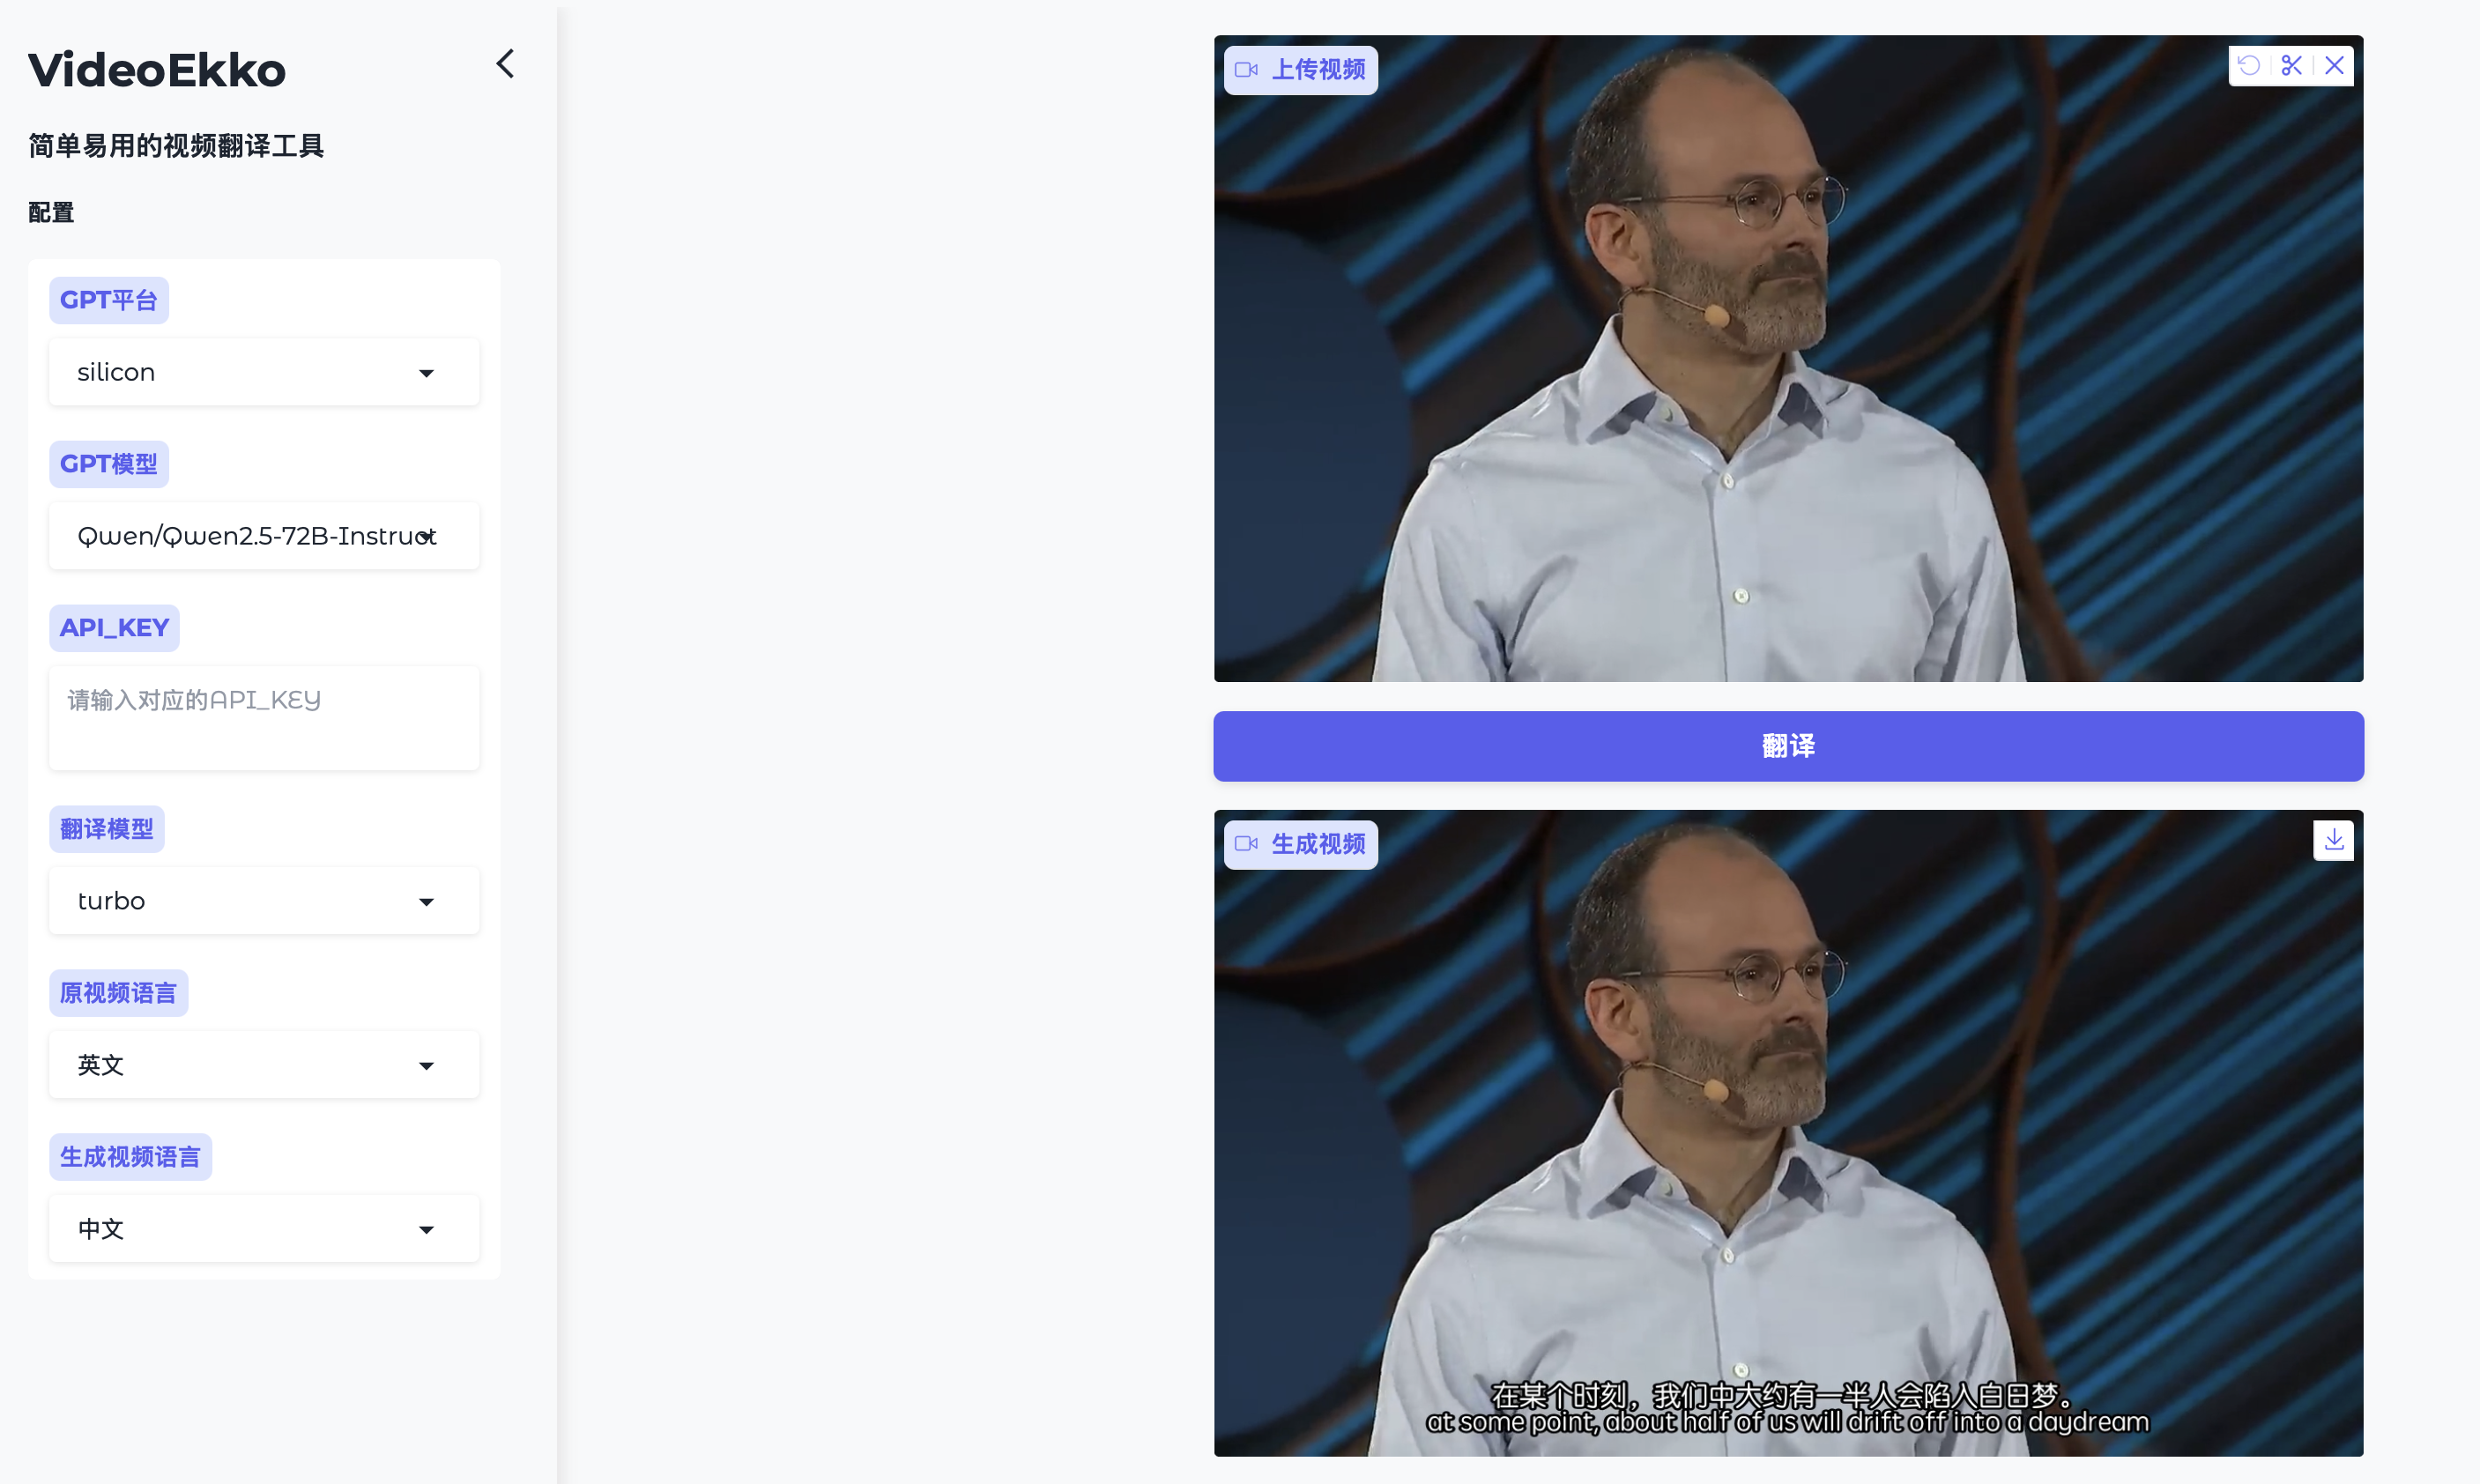 VideoEkko
简单易用的视频翻译工具
配置
GPT平台
silicon
GPT模型
Qwen/Qwen2.5-72B-Instruct
API_KEY
请输入对应的API_KEY
翻译模型
turbo
原视频语言
英文
生成视频语言
中文
上传视频
翻译
生成视频
在某个时刻，我们中大约有一半人会陷入白日梦。
at some point, about half of us will drift off into a daydream